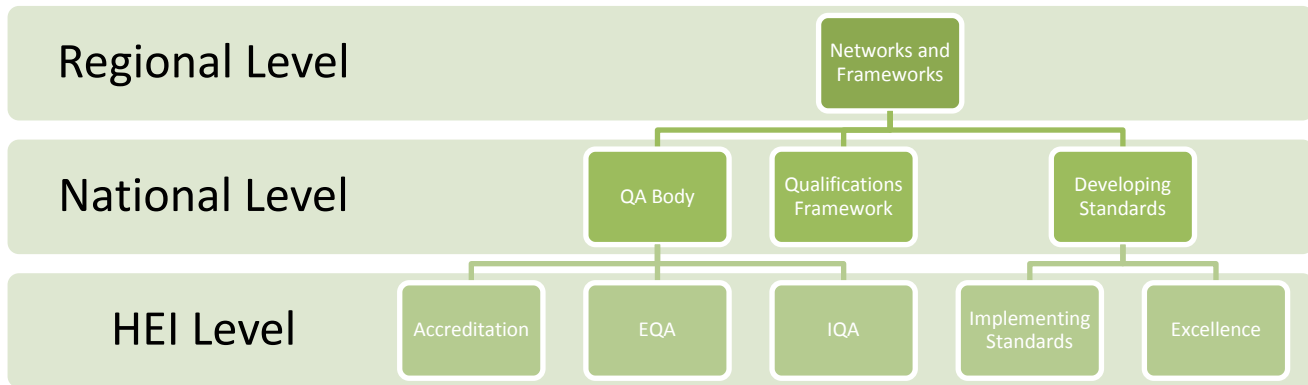 Regional Level
Networks and
Frameworks
National Level
QA Body
Qualifications
Framework
Developing
Standards
HEI Level
Accreditation
EQA
IQA
Implementing
Standards
Excellence